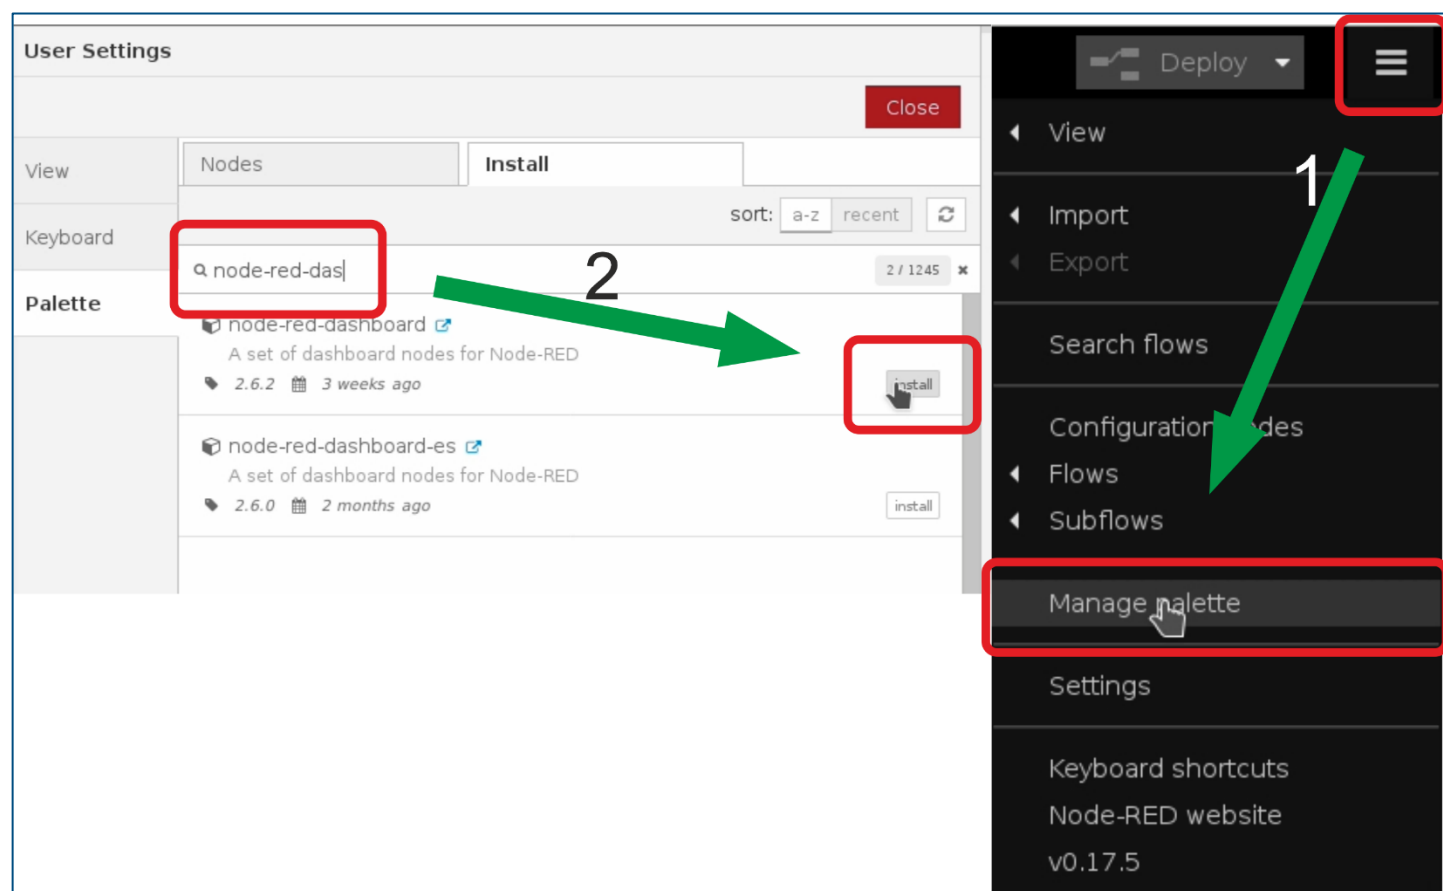 User Settings
Close
View
Keyboard
Palette
Nodes
Install
sort: a-z recent
node-red-das
2 / 1245
2
node-red-dashboard
A set of dashboard nodes for Node-RED
2.6.2 3 weeks ago
install
node-red-dashboard-es
A set of dashboard nodes for Node-RED
2.6.0 2 months ago
install
Deploy
1
View
Import
Export
Search flows
Configuration nodes
Flows
Subflows
Manage palette
Settings
Keyboard shortcuts
Node-RED website
v0.17.5